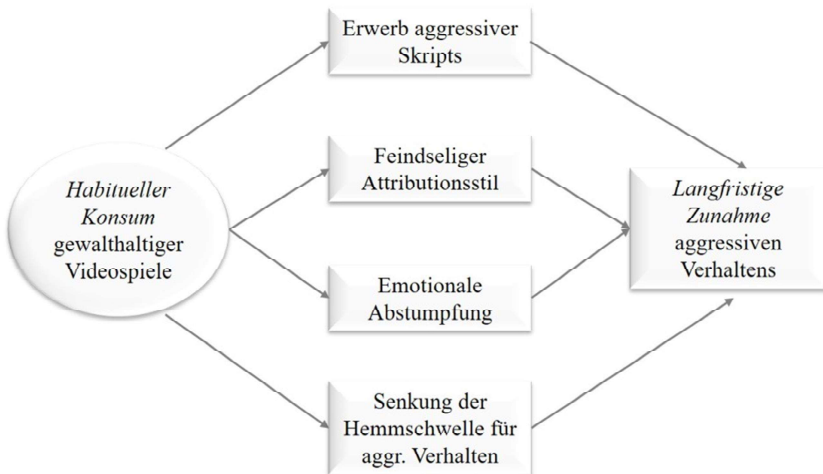 Erwerb aggressiver
Skripts
Habitueller
Konsum
gewalthaltiger
Videospiele
Feindseliger
Attributionsstil
Emotionale
Abstumpfung
Senkung der
Hemmschwelle für
aggr. Verhalten
Langfristige
Zunahme
aggressiven
Verhaltens